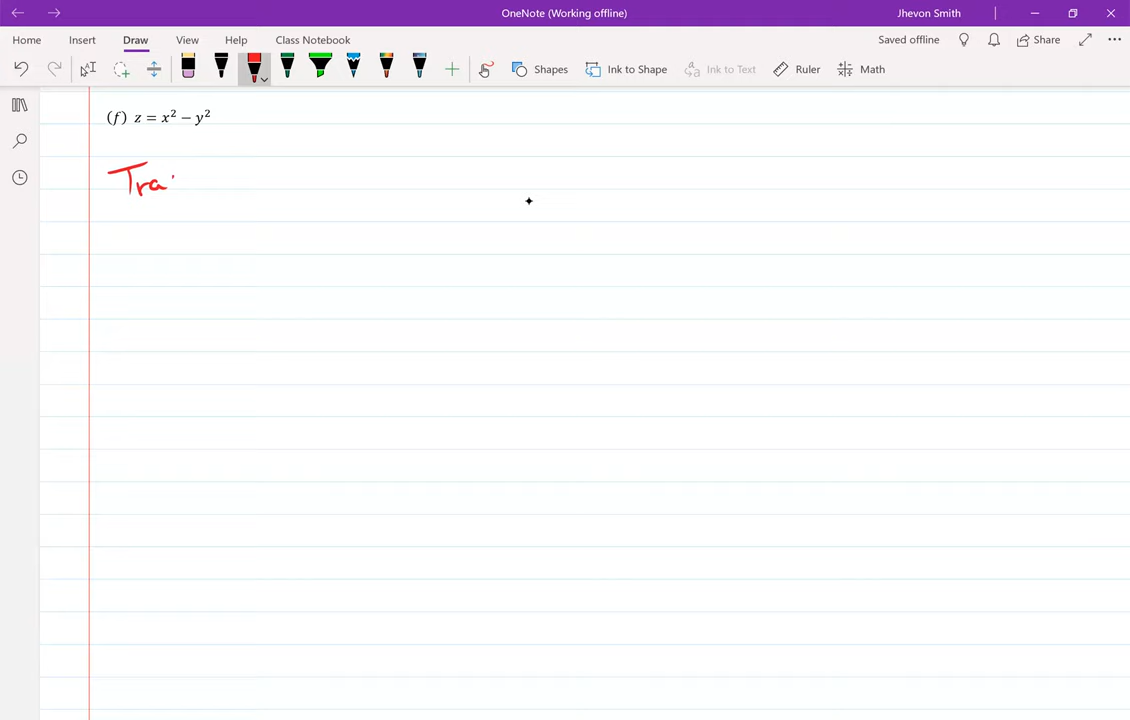 OneNote (Working offline)
Jhevon Smith
Home Insert Draw View Help Class Notebook
Saved offline
Share
Shapes
Ink to Shape
Ink to Text
Ruler
Math
(f) z = x² − y²
Tra